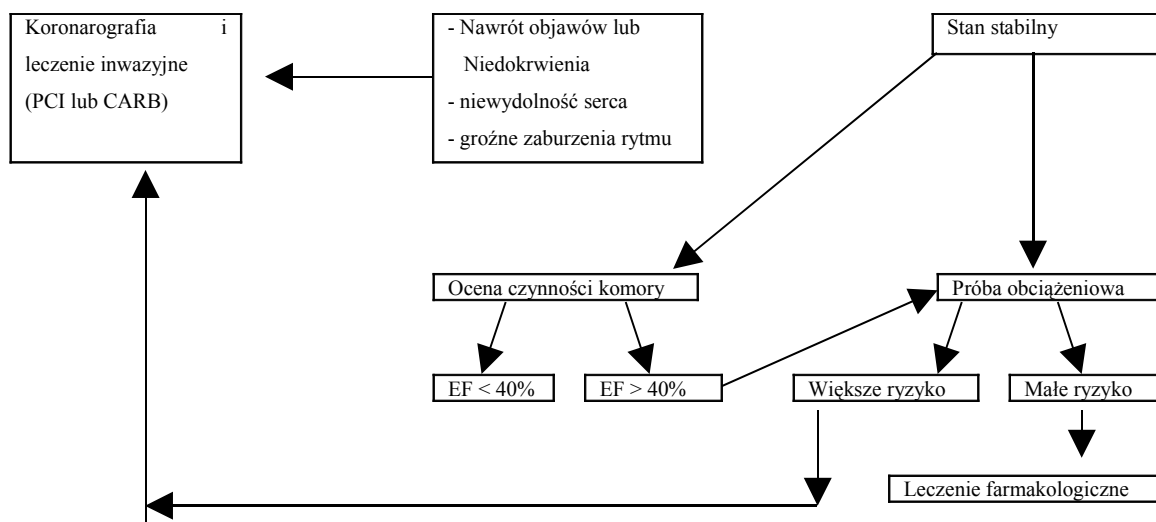 Koronarografia i
leczenie inwazyjne
(PCI lub CARB)
- Nawrót objawów lub
Niedokrwienia
- niewydolność serca
- groźne zaburzenia rytmu
Stan stabilny
Ocena czynności komory
Próba obciążeniowa
EF < 40%
EF > 40%
Większe ryzyko
Małe ryzyko
Leczenie farmakologiczne